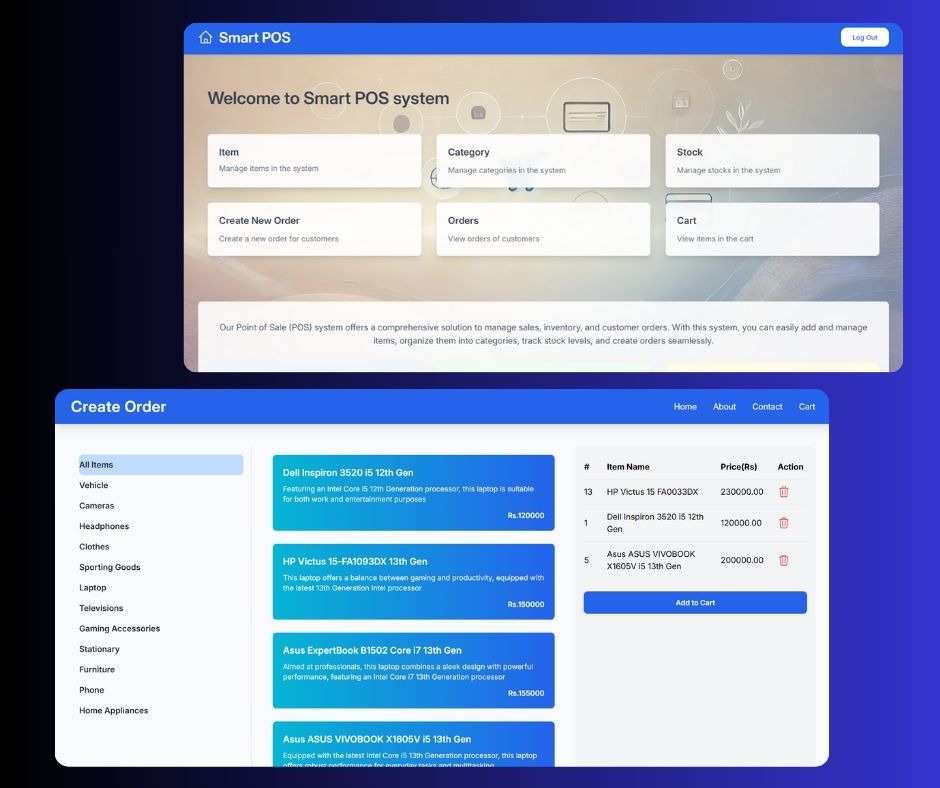 Smart POS
Log Out
Welcome to Smart POS system
Item
Manage items in the system
Category
Manage categories in the system
Stock
Manage stocks in the system
Create New Order
Create a new order for customers
Orders
View orders of customers
Cart
View items in the cart
Our Point of Sale (POS) system offers a comprehensive solution to manage sales, inventory, and customer orders. With this system, you can easily add and manage
items, organize them into categories, track stock levels, and create orders seamlessly.
Create Order
Home About Contact Cart
All Items
Vehicle
Cameras
Headphones
Clothes
Sporting Goods
Laptop
Televisions
Gaming Accessories
Stationary
Furniture
Phone
Home Appliances
Dell Inspiron 3520 i5 12th Gen
Featuring an Intel Core i5 12th Generation processor, this laptop is suitable
for both work and entertainment purposes
Rs.120000
HP Victus 15-FA1093DX 13th Gen
This laptop offers a balance between gaming and productivity, equipped with
the latest 13th Generation Intel processor
Rs.150000
Asus ExpertBook B1502 Core i7 13th Gen
Aimed at professionals, this laptop combines a sleek design with powerful
performance, featuring an Intel Core i7 13th Generation processor
Rs.155000
Asus ASUS VIVOBOOK X1605V i5 13th Gen
Equipped with the latest Intel Core i5 13th Generation processor, this laptop
offers robust performance for everyday tasks and multitasking
# Item Name Price(Rs) Action
13 HP Victus 15 FA0033DX 230000.00
1 Dell Inspiron 3520 i5 12th 120000.00
Gen
5 Asus ASUS VIVOBOOK 200000.00
X1605V i5 13th Gen
Add to Cart